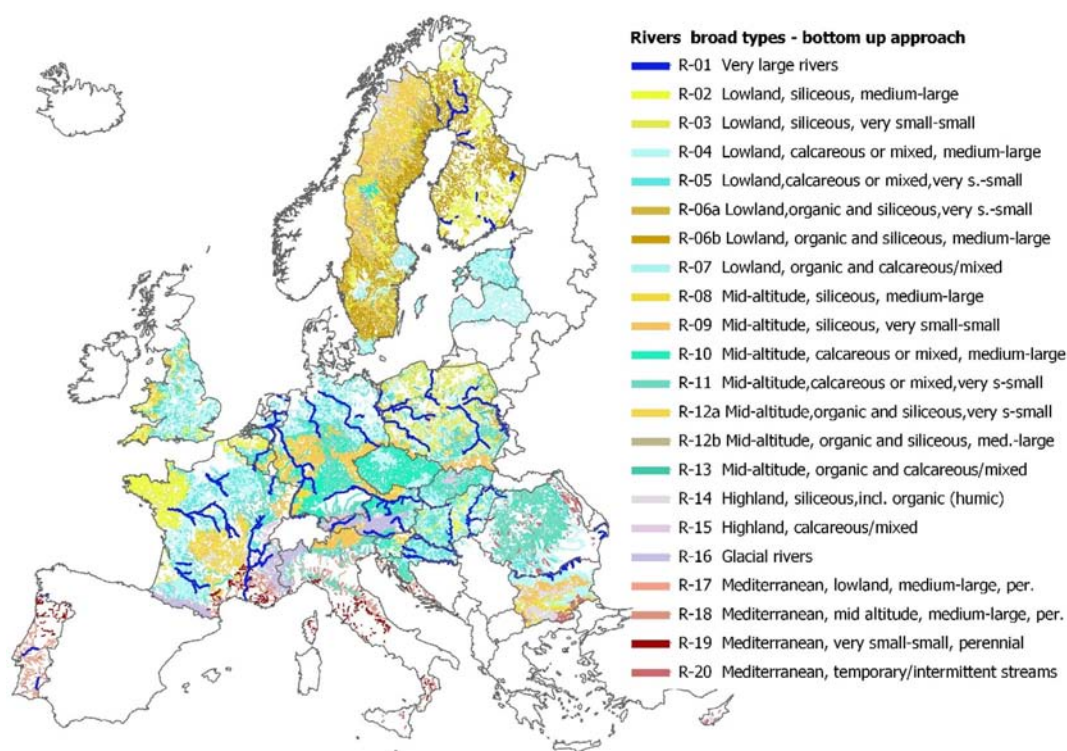 Rivers broad types - bottom up approach
R-01 Very large rivers
R-02 Lowland, siliceous, medium-large
R-03 Lowland, siliceous, very small-small
R-04 Lowland, calcareous or mixed, medium-large
R-05 Lowland,calcareous or mixed,very s.-small
R-06a Lowland,organic and siliceous,very s.-small
R-06b Lowland, organic and siliceous, medium-large
R-07 Lowland, organic and calcareous/mixed
R-08 Mid-altitude, siliceous, medium-large
R-09 Mid-altitude, siliceous, very small-small
R-10 Mid-altitude, calcareous or mixed, medium-large
R-11 Mid-altitude,calcareous or mixed,very s-small
R-12a Mid-altitude,organic and siliceous,very s-small
R-12b Mid-altitude, organic and siliceous, med.-large
R-13 Mid-altitude, organic and calcareous/mixed
R-14 Highland, siliceous,incl. organic (humic)
R-15 Highland, calcareous/mixed
R-16 Glacial rivers
R-17 Mediterranean, lowland, medium-large, per.
R-18 Mediterranean, mid altitude, medium-large, per.
R-19 Mediterranean, very small-small, perennial
R-20 Mediterranean, temporary/intermittent streams